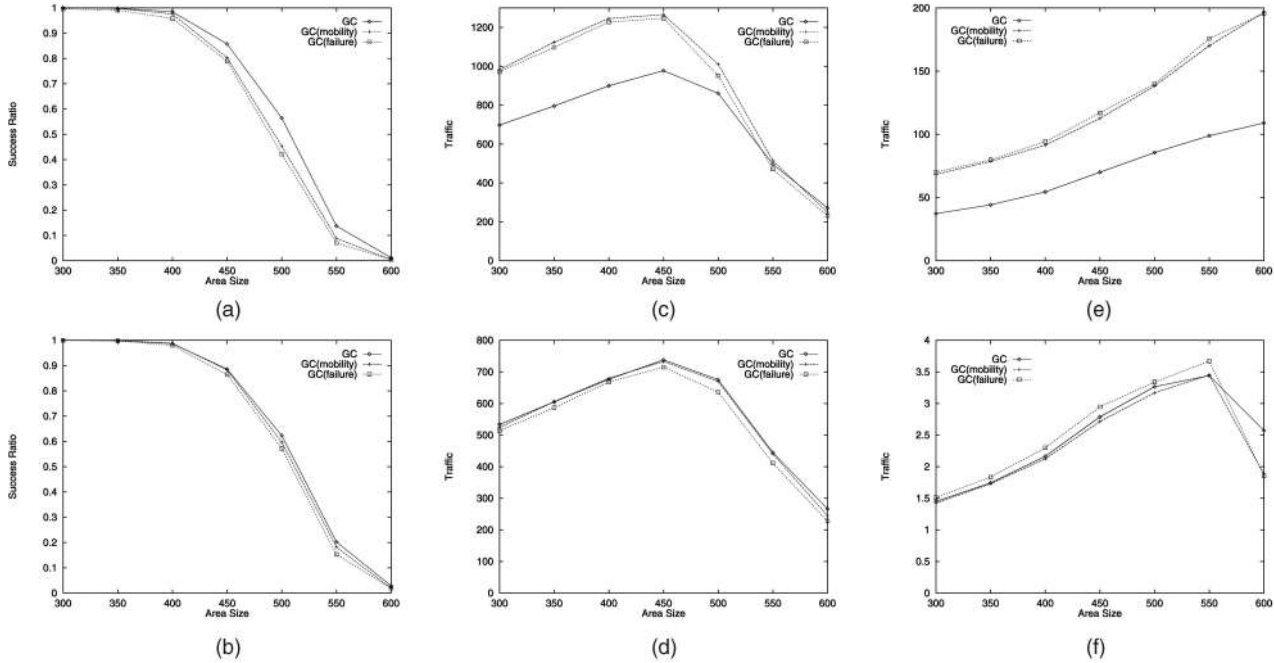 1
0.9
0.8
0.7
0.6
0.5
0.4
0.3
0.2
0.1
0
Success Ratio
GC
GC(mobility)
GC(failure)
300 350 400 450 500 550 600
Area Size
(a)
1200
1000
800
600
400
200
0
Traffic
GC
GC(mobility)
GC(failure)
300 350 400 450 500 550 600
Area Size
(c)
200
150
100
50
0
Traffic
GC
GC(mobility)
GC(failure)
300 350 400 450 500 550 600
Area Size
(e)
1
0.9
0.8
0.7
0.6
0.5
0.4
0.3
0.2
0.1
0
Success Ratio
GC
GC(mobility)
GC(failure)
300 350 400 450 500 550 600
Area Size
(b)
800
700
600
500
400
300
200
100
0
Traffic
GC
GC(mobility)
GC(failure)
300 350 400 450 500 550 600
Area Size
(d)
4
3.5
3
2.5
2
1.5
1
0.5
0
Traffic
GC
GC(mobility)
GC(failure)
300 350 400 450 500 550 600
Area Size
(f)